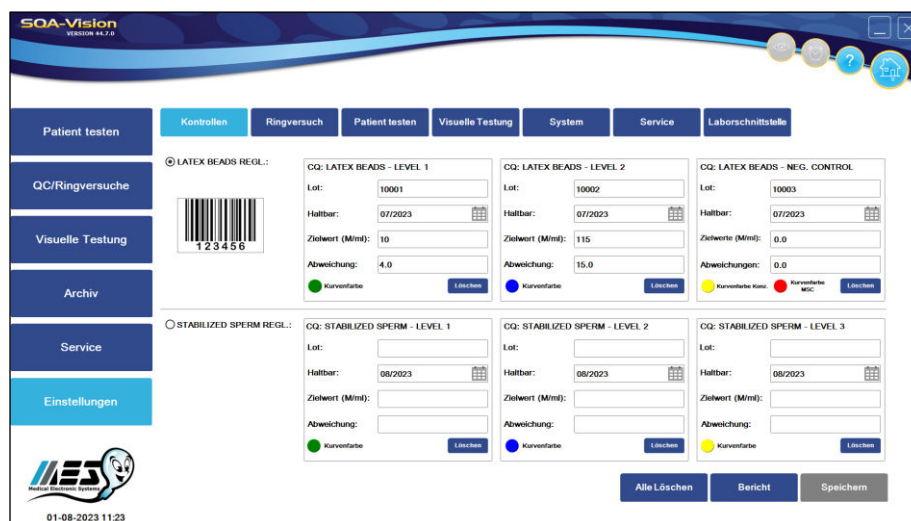 SQA-Vision
VERSION 44.7.0
?
Patient testen
QC/Ringversuche
Visuelle Testung
Archiv
Service
Einstellungen
MES
Medical Electronic Systems
01-08-2023 11:23
Kontrollen Ringversuch Patient testen Visuelle Testung System Service Laborschnittstelle
LATEX BEADS REGL.:
123456
CQ: LATEX BEADS - LEVEL 1
Lot: 10001
Haltbar: 07/2023
Zielwert (M/ml): 10
Abweichung: 4.0
Kurvenfarbe Löschen
CQ: LATEX BEADS - LEVEL 2
Lot: 10002
Haltbar: 07/2023
Zielwert (M/ml): 115
Abweichung: 15.0
Kurvenfarbe Löschen
CQ: LATEX BEADS - NEG. CONTROL
Lot: 10003
Haltbar: 07/2023
Zielwerte (M/ml): 0.0
Abweichungen: 0.0
Kurvenfarbe Konz. Kurvenfarbe MSC Löschen
STABILIZED SPERM REGL.:
CQ: STABILIZED SPERM - LEVEL 1
Lot:
Haltbar: 08/2023
Zielwert (M/ml):
Abweichung:
Kurvenfarbe Löschen
CQ: STABILIZED SPERM - LEVEL 2
Lot:
Haltbar: 08/2023
Zielwert (M/ml):
Abweichung:
Kurvenfarbe Löschen
CQ: STABILIZED SPERM - LEVEL 3
Lot:
Haltbar: 08/2023
Zielwert (M/ml):
Abweichung:
Kurvenfarbe Löschen
Alle Löschen Bericht Speichern